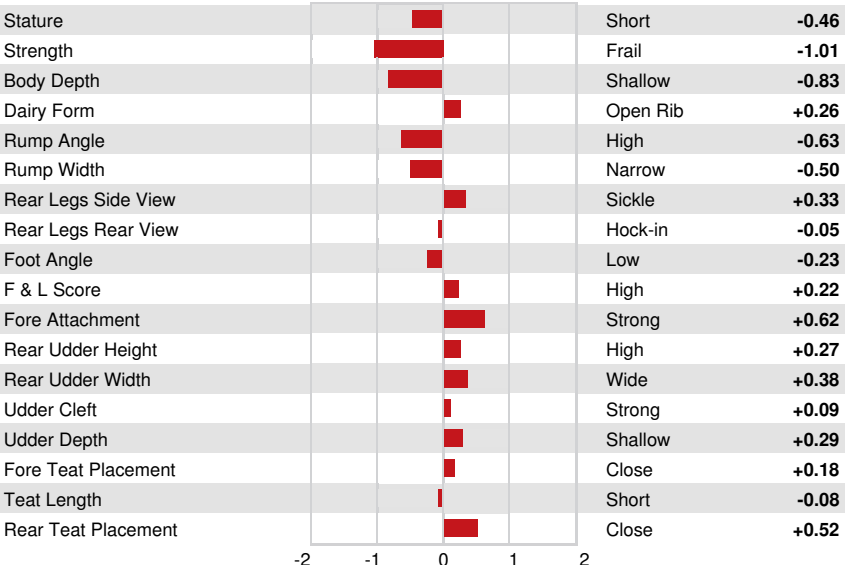 Stature Short -0.46
Strength Frail -1.01
Body Depth Shallow -0.83
Dairy Form Open Rib +0.26
Rump Angle High -0.63
Rump Width Narrow -0.50
Rear Legs Side View Sickle +0.33
Rear Legs Rear View Hock-in -0.05
Foot Angle Low -0.23
F & L Score High +0.22
Fore Attachment Strong +0.62
Rear Udder Height High +0.27
Rear Udder Width Wide +0.38
Udder Cleft Strong +0.09
Udder Depth Shallow +0.29
Fore Teat Placement Close +0.18
Teat Length Short -0.08
Rear Teat Placement Close +0.52
-2 -1 0 1 2